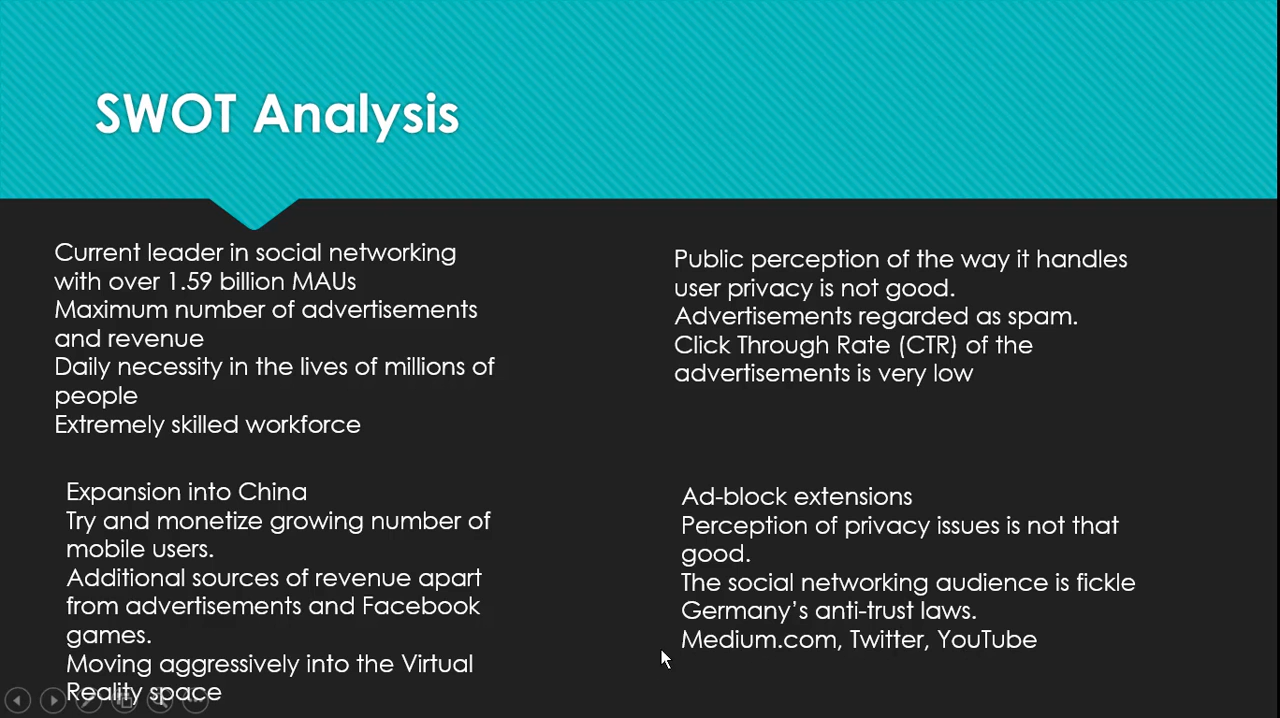 SWOT Analysis
Current leader in social networking
with over 1.59 billion MAUs
Maximum number of advertisements
and revenue
Daily necessity in the lives of millions of
people
Extremely skilled workforce
Public perception of the way it handles
user privacy is not good.
Advertisements regarded as spam.
Click Through Rate (CTR) of the
advertisements is very low
Expansion into China
Try and monetize growing number of
mobile users.
Additional sources of revenue apart
from advertisements and Facebook
games.
Moving aggressively into the Virtual
Reality space
Ad-block extensions
Perception of privacy issues is not that
good.
The social networking audience is fickle
Germany’s anti-trust laws.
Medium.com, Twitter, YouTube